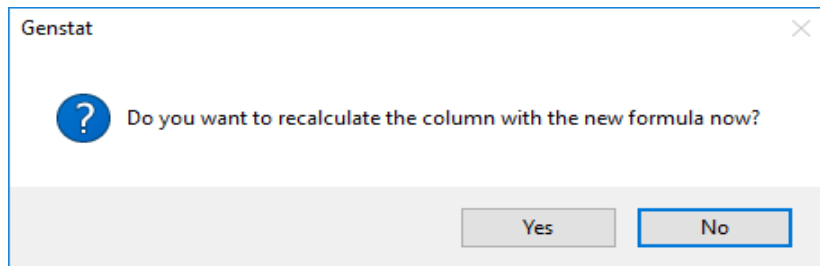 Genstat
Do you want to recalculate the column with the new formula now?
Yes No